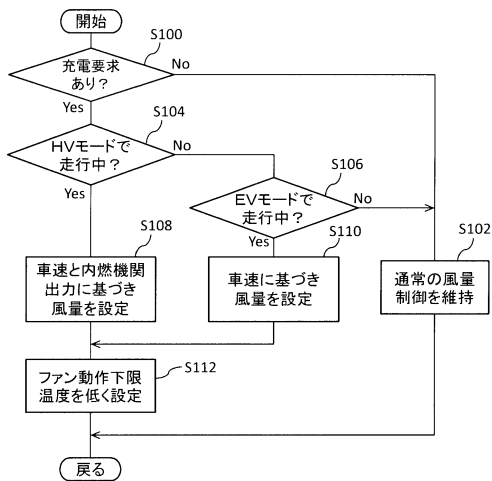 開始
S100
充電要求
あり?
No
Yes
S104
HVモードで
走行中?
No
Yes
S106
EVモードで
走行中?
No
Yes
S108
車速と内燃機関
出力に基づき
風量を設定
S110
車速に基づき
風量を設定
S102
通常の風量
制御を維持
S112
ファン動作下限
温度を低く設定
戻る